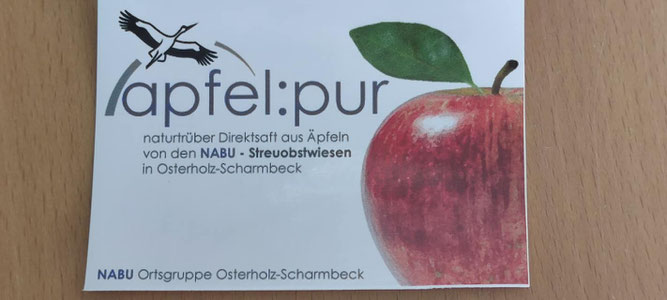 apfel:pur
naturtrüber Direktsaft aus Äpfeln
von den NABU - Streuobstwiesen
in Osterholz-Scharmbeck
NABU Ortsgruppe Osterholz-Scharmbeck